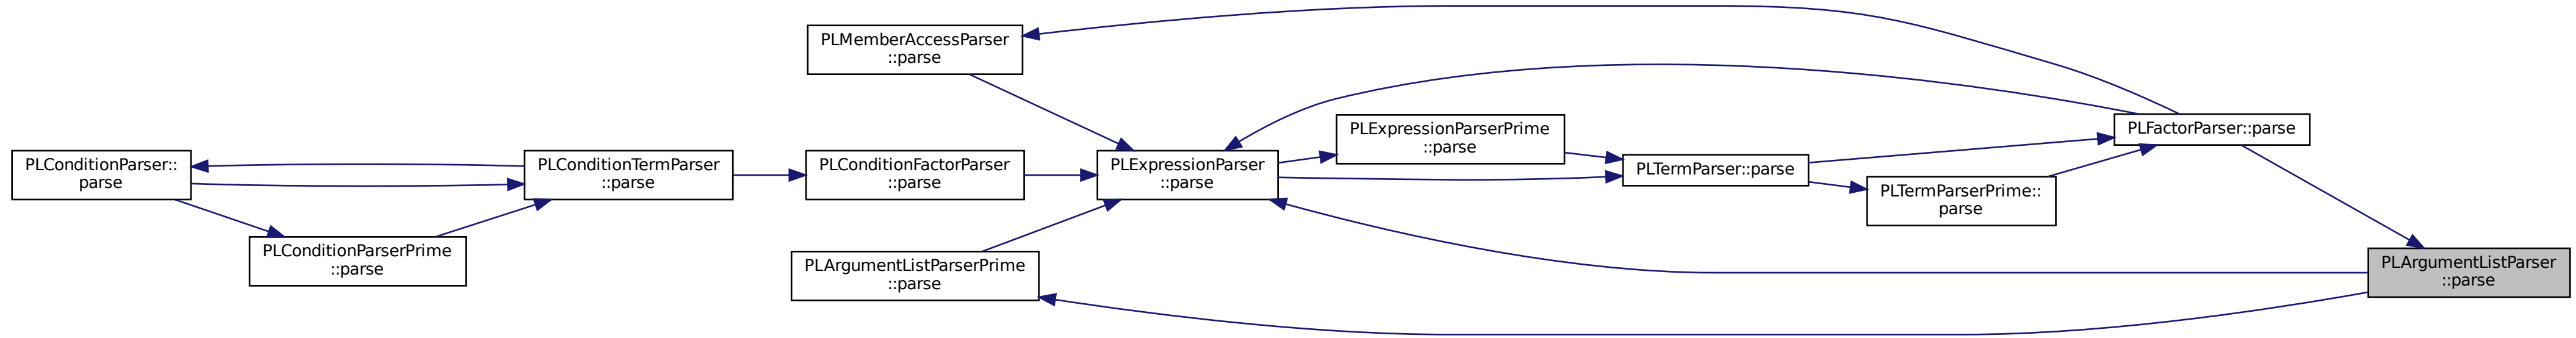 PLMemberAccessParser
::parse
PLConditionParser::
parse
PLConditionTermParser
::parse
PLConditionParserPrime
::parse
PLConditionFactorParser
::parse
PLArgumentListParserPrime
::parse
PLExpressionParser
::parse
PLExpressionParserPrime
::parse
PLTermParser::parse
PLTermParserPrime::
parse
PLFactorParser::parse
PLArgumentListParser
::parse